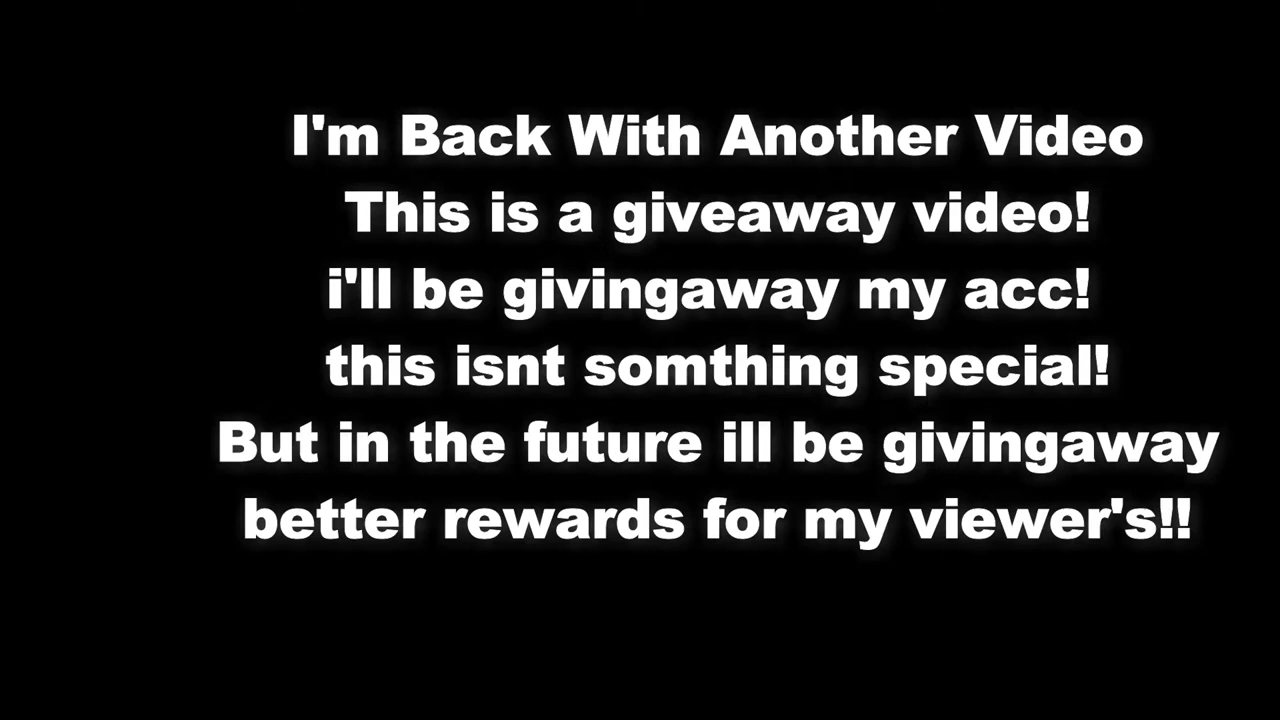 I'm Back With Another Video
This is a giveaway video!
i'll be givingaway my acc!
this isnt somthing special!
But in the future ill be givingaway
better rewards for my viewer's!!